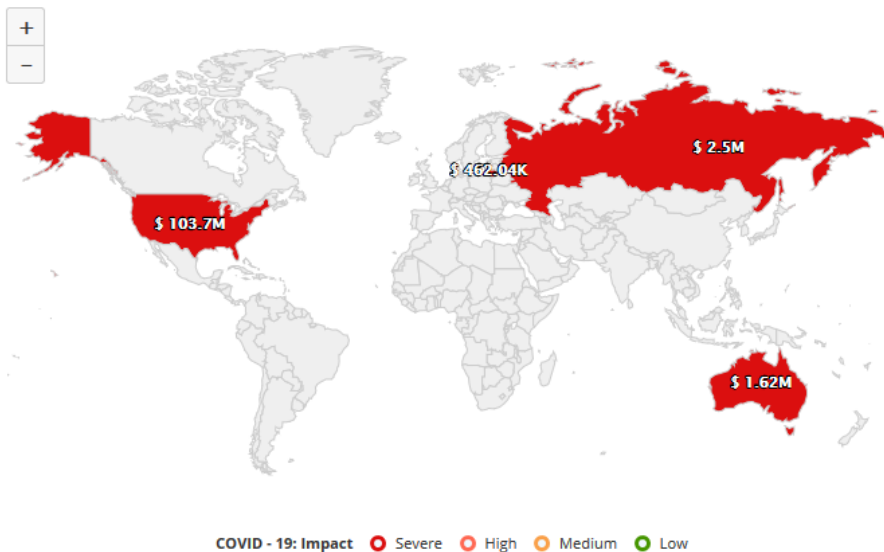 +
−
$ 2.5M
$ 462.04K
$ 103.7M
$ 1.62M
COVID - 19: Impact Severe High Medium Low